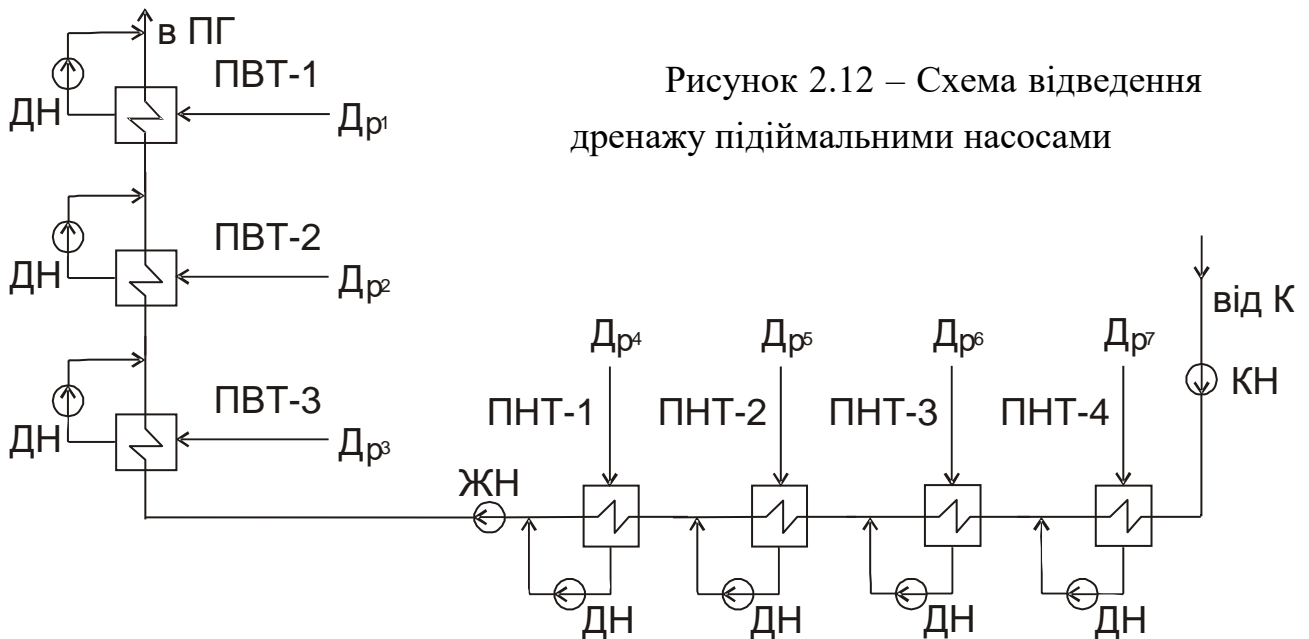 в ПГ
ПВТ-1
ДН
Др1
Рисунок 2.12 – Схема відведення
дренажу підіймальними насосами
ПВТ-2
ДН
Др2
від К
Др4 Др5 Др6 Др7
КН
ПВТ-3
ПНТ-1 ПНТ-2 ПНТ-3 ПНТ-4
ДН
Др3
ЖН
ДН ДН ДН ДН